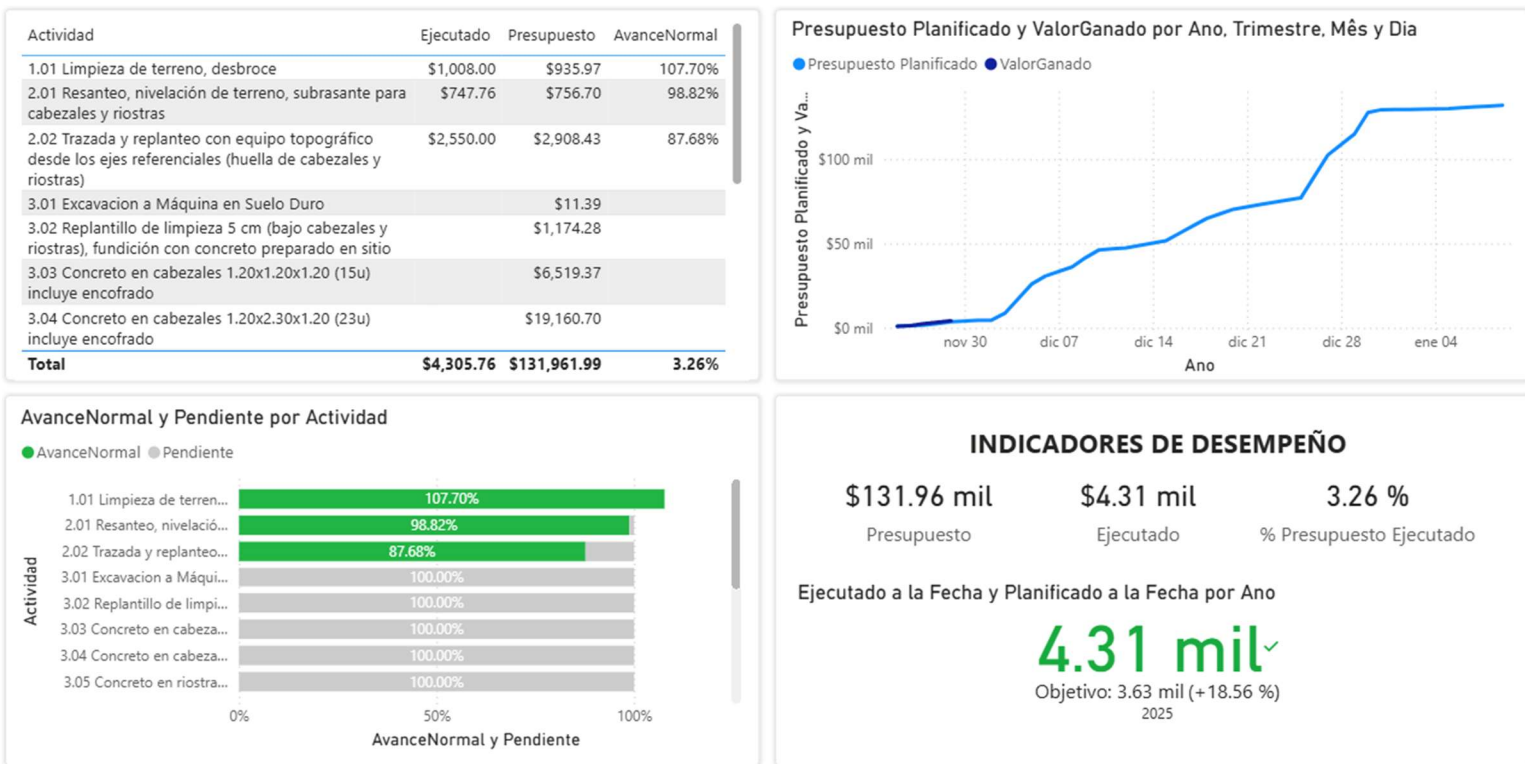 Actividad Ejecutado Presupuesto AvanceNormal
1.01 Limpieza de terreno, desbroce $1,008.00 $935.97 107.70%
2.01 Resanteo, nivelación de terreno, subrasante para $747.76 $756.70 98.82%
cabezales y riostras
2.02 Trazada y replanteo con equipo topográfico $2,550.00 $2,908.43 87.68%
desde los ejes referenciales (huella de cabezales y
riostras)
3.01 Excavacion a Máquina en Suelo Duro $11.39
3.02 Replantillo de limpieza 5 cm (bajo cabezales y $1,174.28
riostras), fundición con concreto preparado en sitio
3.03 Concreto en cabezales 1.20x1.20x1.20 (15u) $6,519.37
incluye encofrado
3.04 Concreto en cabezales 1.20x2.30x1.20 (23u) $19,160.70
incluye encofrado
Total $4,305.76 $131,961.99 3.26%
Presupuesto Planificado y ValorGanado por Ano, Trimestre, Mês y Dia
Presupuesto Planificado ValorGanado
Presupuesto Planificado y Va...
$100 mil
$50 mil
$0 mil
nov 30 dic 07 dic 14 dic 21 dic 28 ene 04
Ano
AvanceNormal y Pendiente por Actividad
AvanceNormal Pendiente
Actividad
1.01 Limpieza de terren... 107.70%
2.01 Resanteo, nivelació... 98.82%
2.02 Trazada y replanteo... 87.68%
3.01 Excavacion a Máqui... 100.00%
3.02 Replantillo de limpi... 100.00%
3.03 Concreto en cabeza... 100.00%
3.04 Concreto en cabeza... 100.00%
3.05 Concreto en riostra... 100.00%
0% 50% 100%
AvanceNormal y Pendiente
INDICADORES DE DESEMPEÑO
$131.96 mil $4.31 mil 3.26 %
Presupuesto Ejecutado % Presupuesto Ejecutado
Ejecutado a la Fecha y Planificado a la Fecha por Ano
4.31 mil
Objetivo: 3.63 mil (+18.56 %)
2025